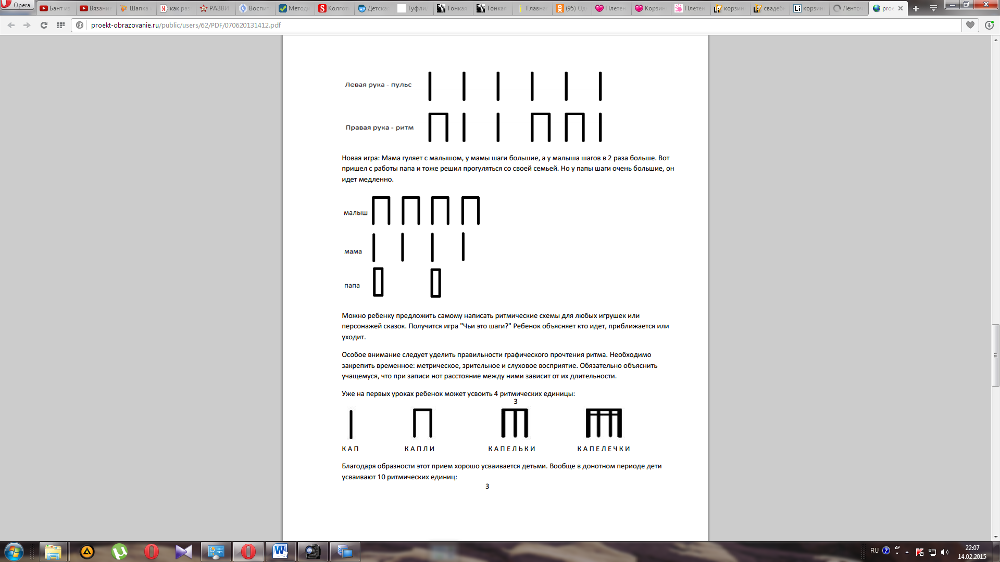 Opera
Бант из
Вязани
Шапка
как раз
РАЗВИ
Воспит
Методи
Колгот
Детска
Туфли/
Тонкая
Тонкая
Главна
(95) Од
Плетен
Корзин
Плетен
корзин
свадеб
корзин
Ленточ
proe
proekt-obrazovanie.ru/public/users/62/PDF/070620131412.pdf
Левая рука - пульс
Правая рука - ритм
Новая игра: Мама гуляет с малышом, у мамы шаги большие, а у малыша шагов в 2 раза больше. Вот
пришел с работы папа и тоже решил прогуляться со своей семьей. Но у папы шаги очень большие, он
идет медленно.
малыш
мама
папа
Можно ребенку предложить самому написать ритмические схемы для любых игрушек или
персонажей сказок. Получится игра "Чьи это шаги?" Ребенок объясняет кто идет, приближается или
уходит.
Особое внимание следует уделить правильности графического прочтения ритма. Необходимо
закрепить временное: метрическое, зрительное и слуховое восприятие. Обязательно объяснить
учащемуся, что при записи нот расстояние между ними зависит от их длительности.
Уже на первых уроках ребенок может усвоить 4 ритмических единицы:
3
К А П К А П Л И К А П Е Л Ь К И К А П Е Л Е Ч К И
Благодаря образности этот прием хорошо усваивается детьми. Вообще в донотном периоде дети
усваивают 10 ритмических единиц:
3
RU
22:07
14.02.2015